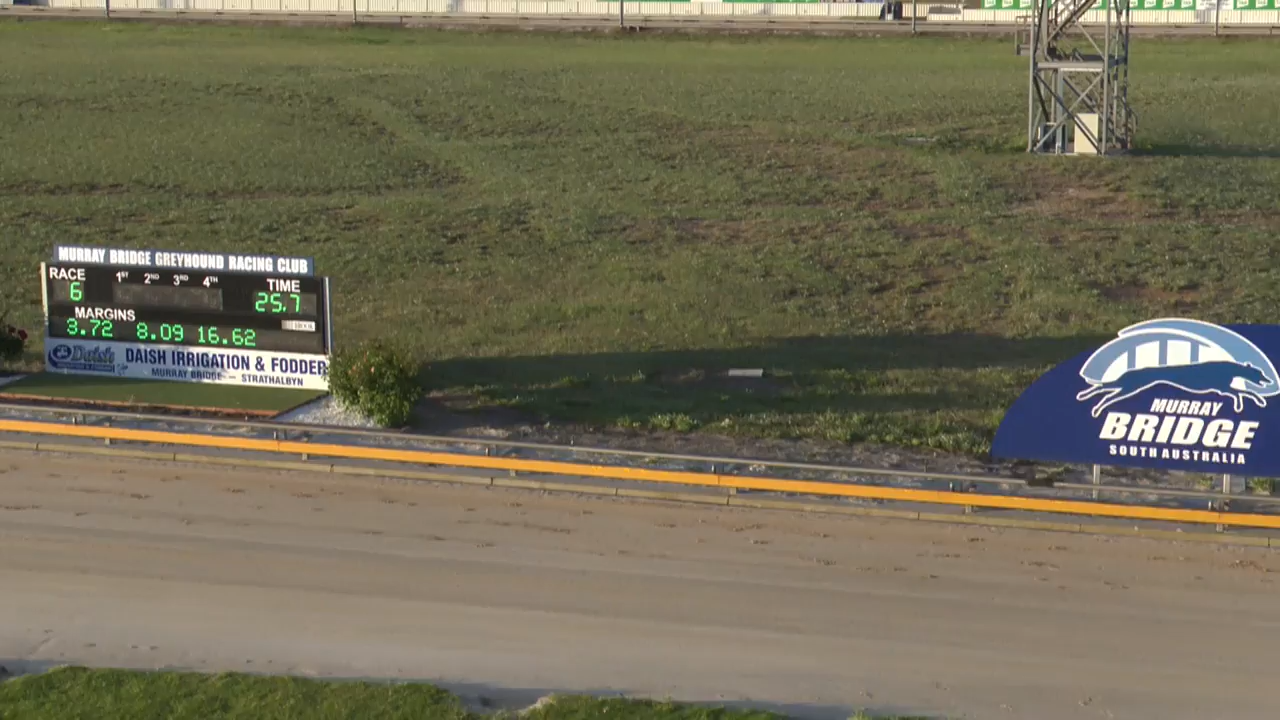 MURRAY BRIDGE GREYHOUND RACING CLUB
RACE 1ST 2ND 3RD 4TH TIME
6 25.7
MARGINS
3.72 8.09 16.62
Daish DAISH IRRIGATION & FODDER
MURRAY BRIDGE – STRATHALBYN
MURRAY
BRIDGE
SOUTH AUSTRALIA